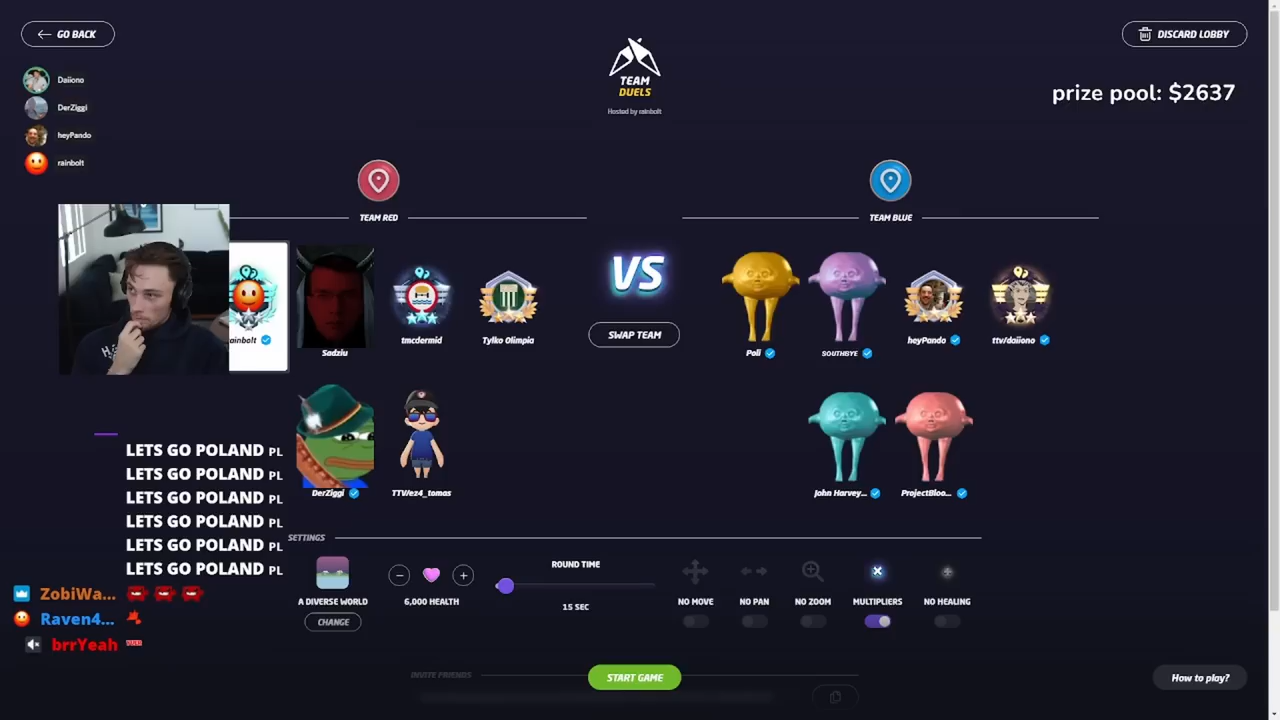 GO BACK
DISCARD LOBBY
Daiiono
DerZiggi
heyPando
rainbolt
TEAM
DUELS
Hosted by rainbolt
prize pool: $2637
TEAM RED
TEAM BLUE
VS
SWAP TEAM
ainbolt
Sadziu
tmcdermid
Tylko Olimpia
Poli
SOUTHBYE
heyPando
ttv/daiiono
DerZiggi
TTV/ez4_tomas
John Harvey...
ProjectBloo...
LETS GO POLAND PL
LETS GO POLAND PL
LETS GO POLAND PL
LETS GO POLAND PL
LETS GO POLAND PL
LETS GO POLAND PL
ZobiWa...
Raven4...
brrYeah
SETTINGS
A DIVERSE WORLD
CHANGE
6,000 HEALTH
ROUND TIME
15 SEC
NO MOVE
NO PAN
NO ZOOM
MULTIPLIERS
NO HEALING
INVITE FRIENDS
START GAME
How to play?